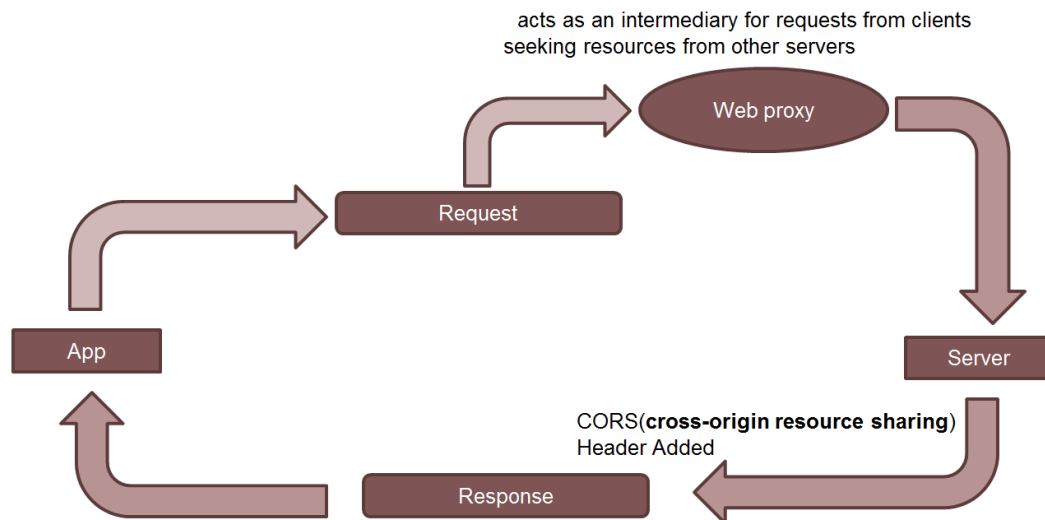 acts as an intermediary for requests from clients
seeking resources from other servers
Web proxy
Request
App
Server
CORS(cross-origin resource sharing)
Header Added
Response